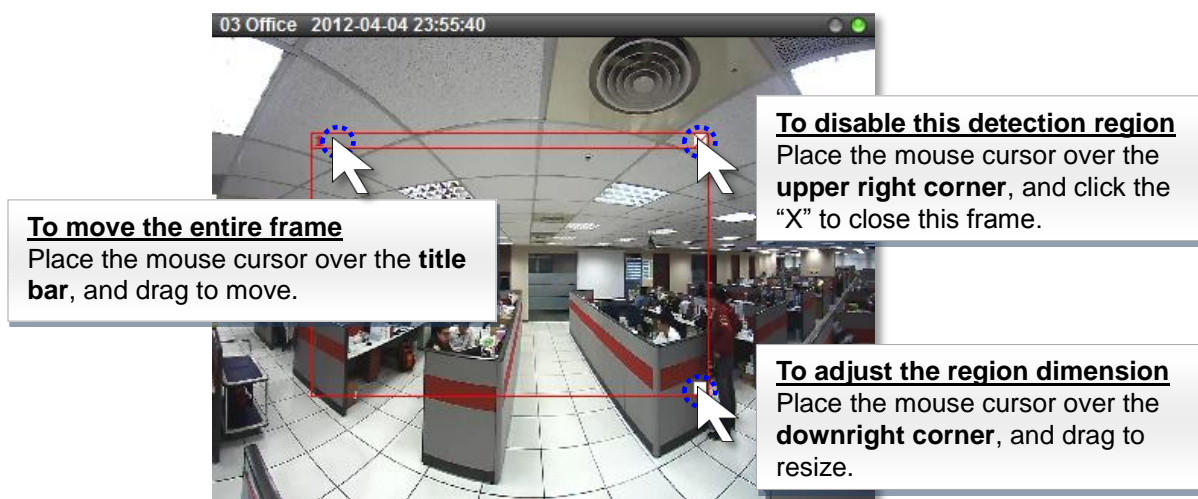 03 Office 2012-04-04 23:55:40
To disable this detection region
Place the mouse cursor over the
upper right corner, and click the
“X” to close this frame.
To move the entire frame
Place the mouse cursor over the title
bar, and drag to move.
To adjust the region dimension
Place the mouse cursor over the
downright corner, and drag to
resize.